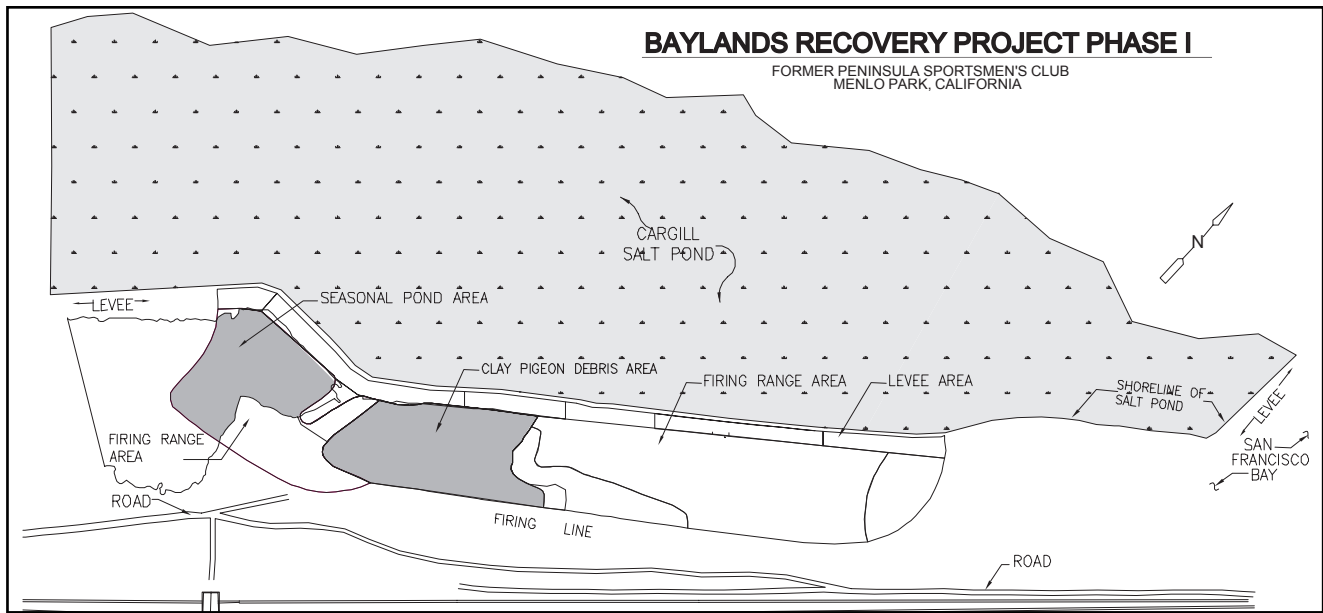 BAYLANDS RECOVERY PROJECT PHASE I
FORMER PENINSULA SPORTSMEN'S CLUB
MENLO PARK, CALIFORNIA
CARGILL
SALT POND
N
LEVEE
SEASONAL POND AREA
CLAY PIGEON DEBRIS AREA
FIRING RANGE AREA
LEVEE AREA
SHORELINE OF
SALT POND
LEVEE
SAN
FRANCISCO
BAY
FIRING RANGE
AREA
ROAD
FIRING LINE
ROAD